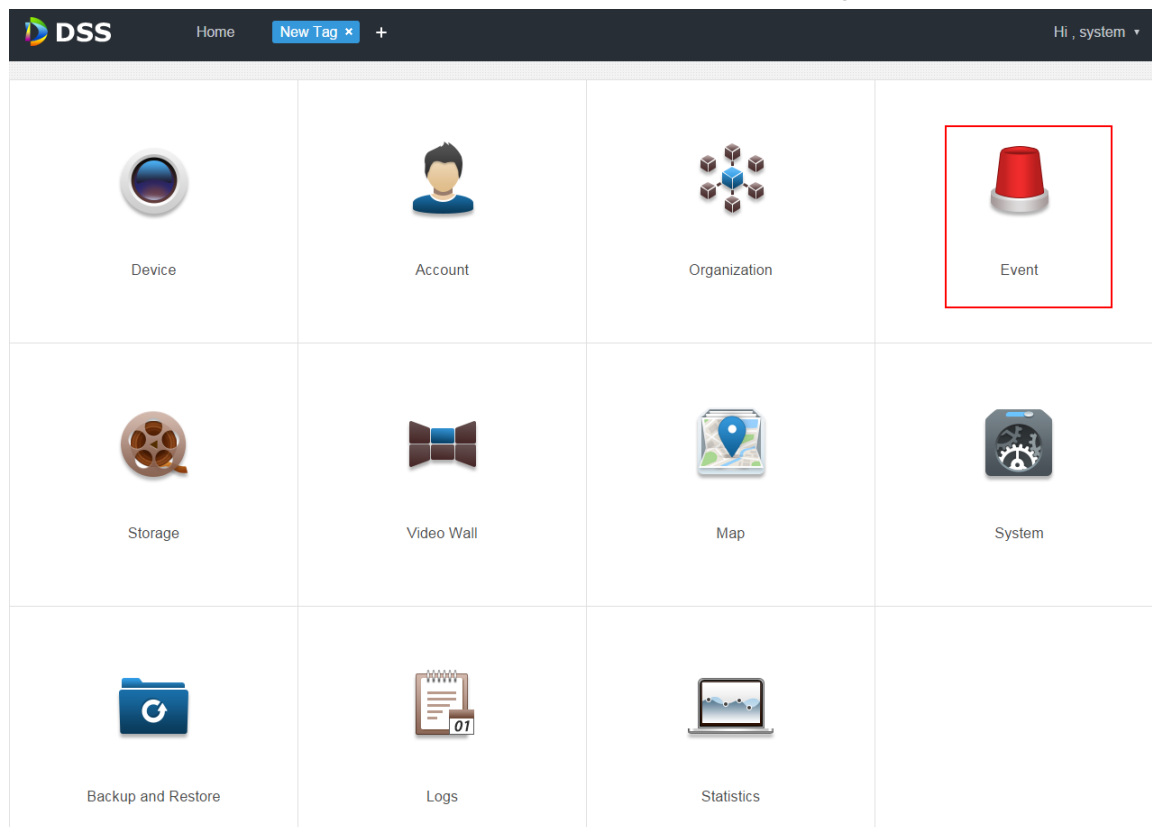 DSS Home New Tag × + Hi , system ▾
Device Account Organization Event
Storage Video Wall Map System
01
Backup and Restore Logs Statistics